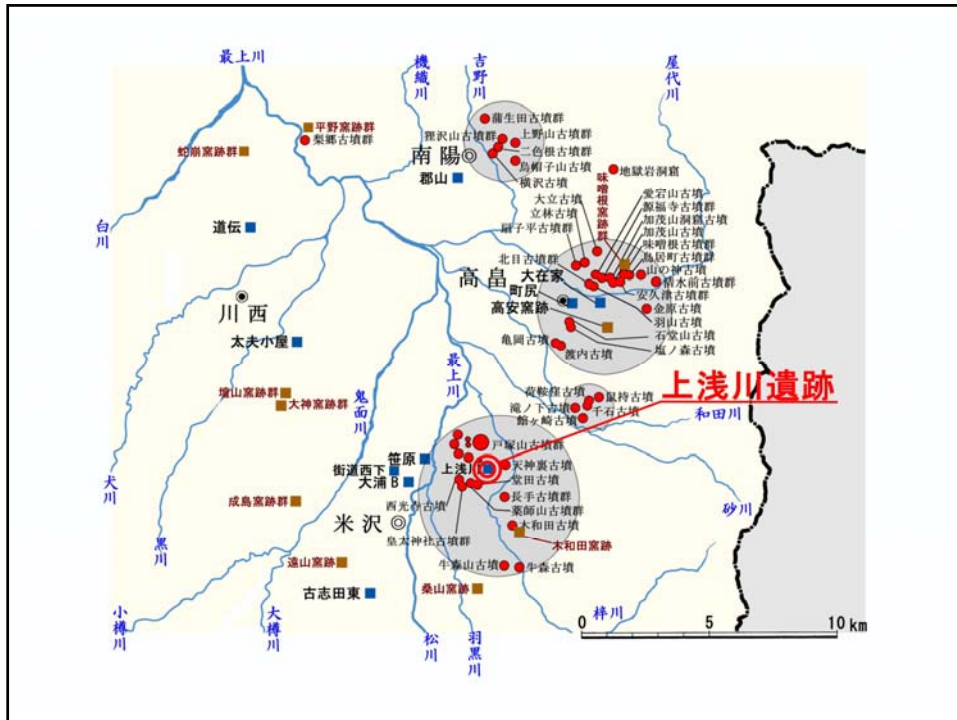 最上川
機織川
吉野川
屋代川
平野窯跡群
梨郷古墳群
蛇崩窯跡群
蒲生田古墳群
狸沢山古墳群
上野山古墳群
二色根古墳群
烏帽子山古墳
横沢古墳
南陽
郡山
地獄岩洞窟
味噌根窯跡群
愛宕山古墳
源福寺古墳群
加茂山洞窟古墳
加茂山古墳
味噌根古墳群
鳥居町古墳群
山の神古墳
清水前古墳群
安久津古墳群
金原古墳
羽山古墳
石堂山古墳
塩ノ森古墳
大立古墳
立林古墳
扇子平古墳群
北目古墳群
大在家
高畠
町尻
高安窯跡
亀岡古墳
渡内古墳
白川
道伝
川西
太夫小屋
壇山窯跡群
大神窯跡群
鬼面川
最上川
荷鞍窪古墳
鼠持古墳
滝ノ下古墳
千石古墳
館ヶ崎古墳
上浅川遺跡
和田川
戸塚山古墳群
笹原
街道西下
大浦B
上浅川
天神裏古墳
堂田古墳
長手古墳群
薬師山古墳群
西光寺古墳
皇太神社古墳群
木和田古墳
木和田窯跡
米沢
成島窯跡群
遠山窯跡
古志田東
桑山窯跡
牛森山古墳
牛森古墳
犬川
黒川
小樽川
大樽川
松川
羽黒川
梓川
砂川
0 5 10km